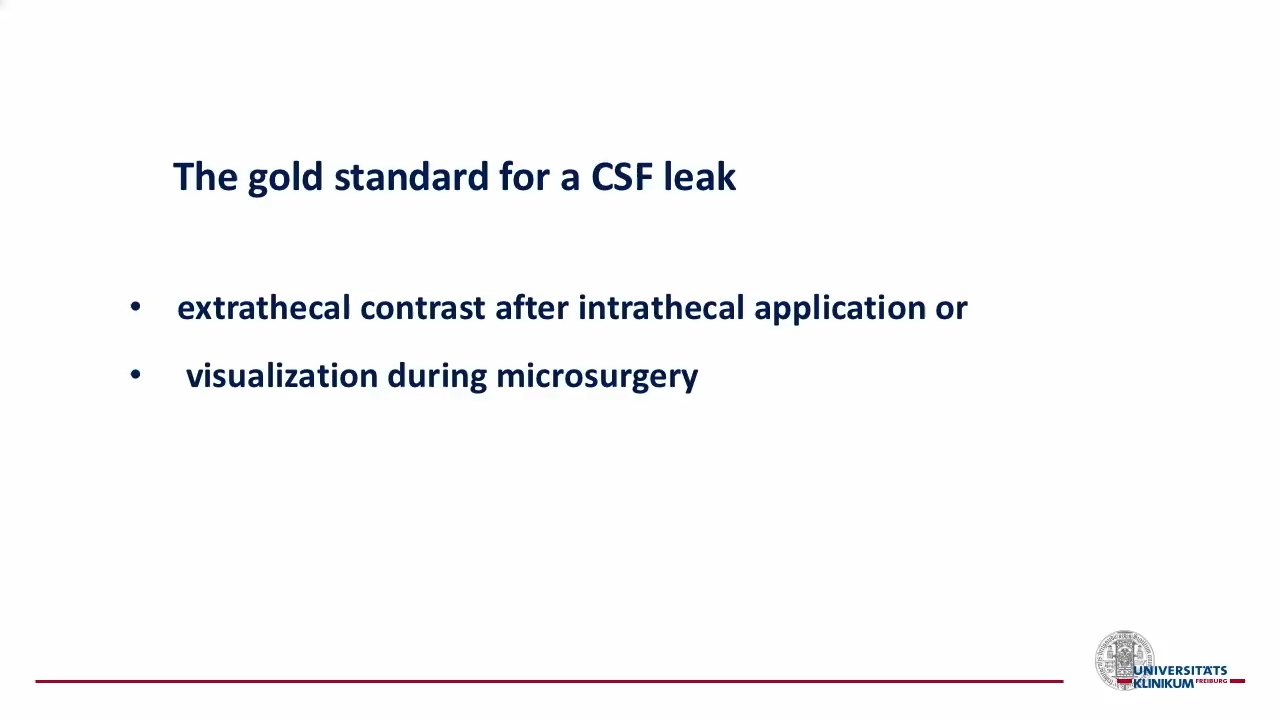 The gold standard for a CSF leak
• extrathecal contrast after intrathecal application or
• visualization during microsurgery
UNIVERSITÄTS
KLINIKUM FREIBURG